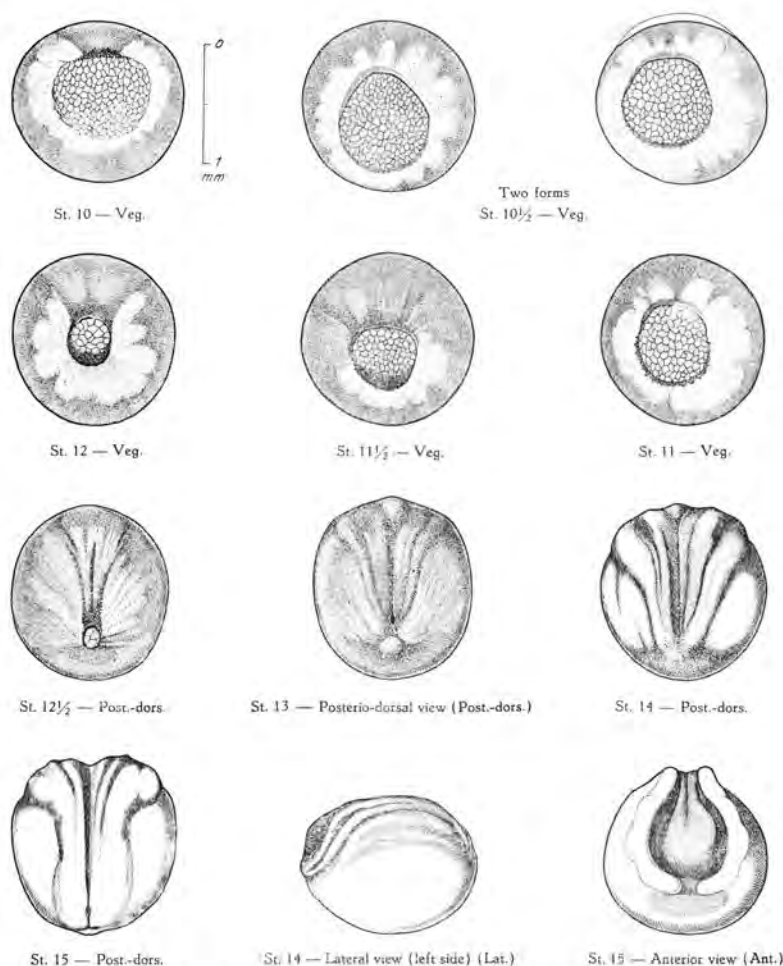 0
1
mm
St. 10 — Veg.
Two forms
St. 10½ — Veg.
St. 12 — Veg.
St. 11½ — Veg.
St. 11 — Veg.
St. 12½ — Post.-dors.
St. 13 — Posterio-dorsal view (Post.-dors.)
St. 14 — Post.-dors.
St. 15 — Post.-dors.
St. 14 — Lateral view (left side) (Lat.)
St. 15 — Anterior view (Ant.)